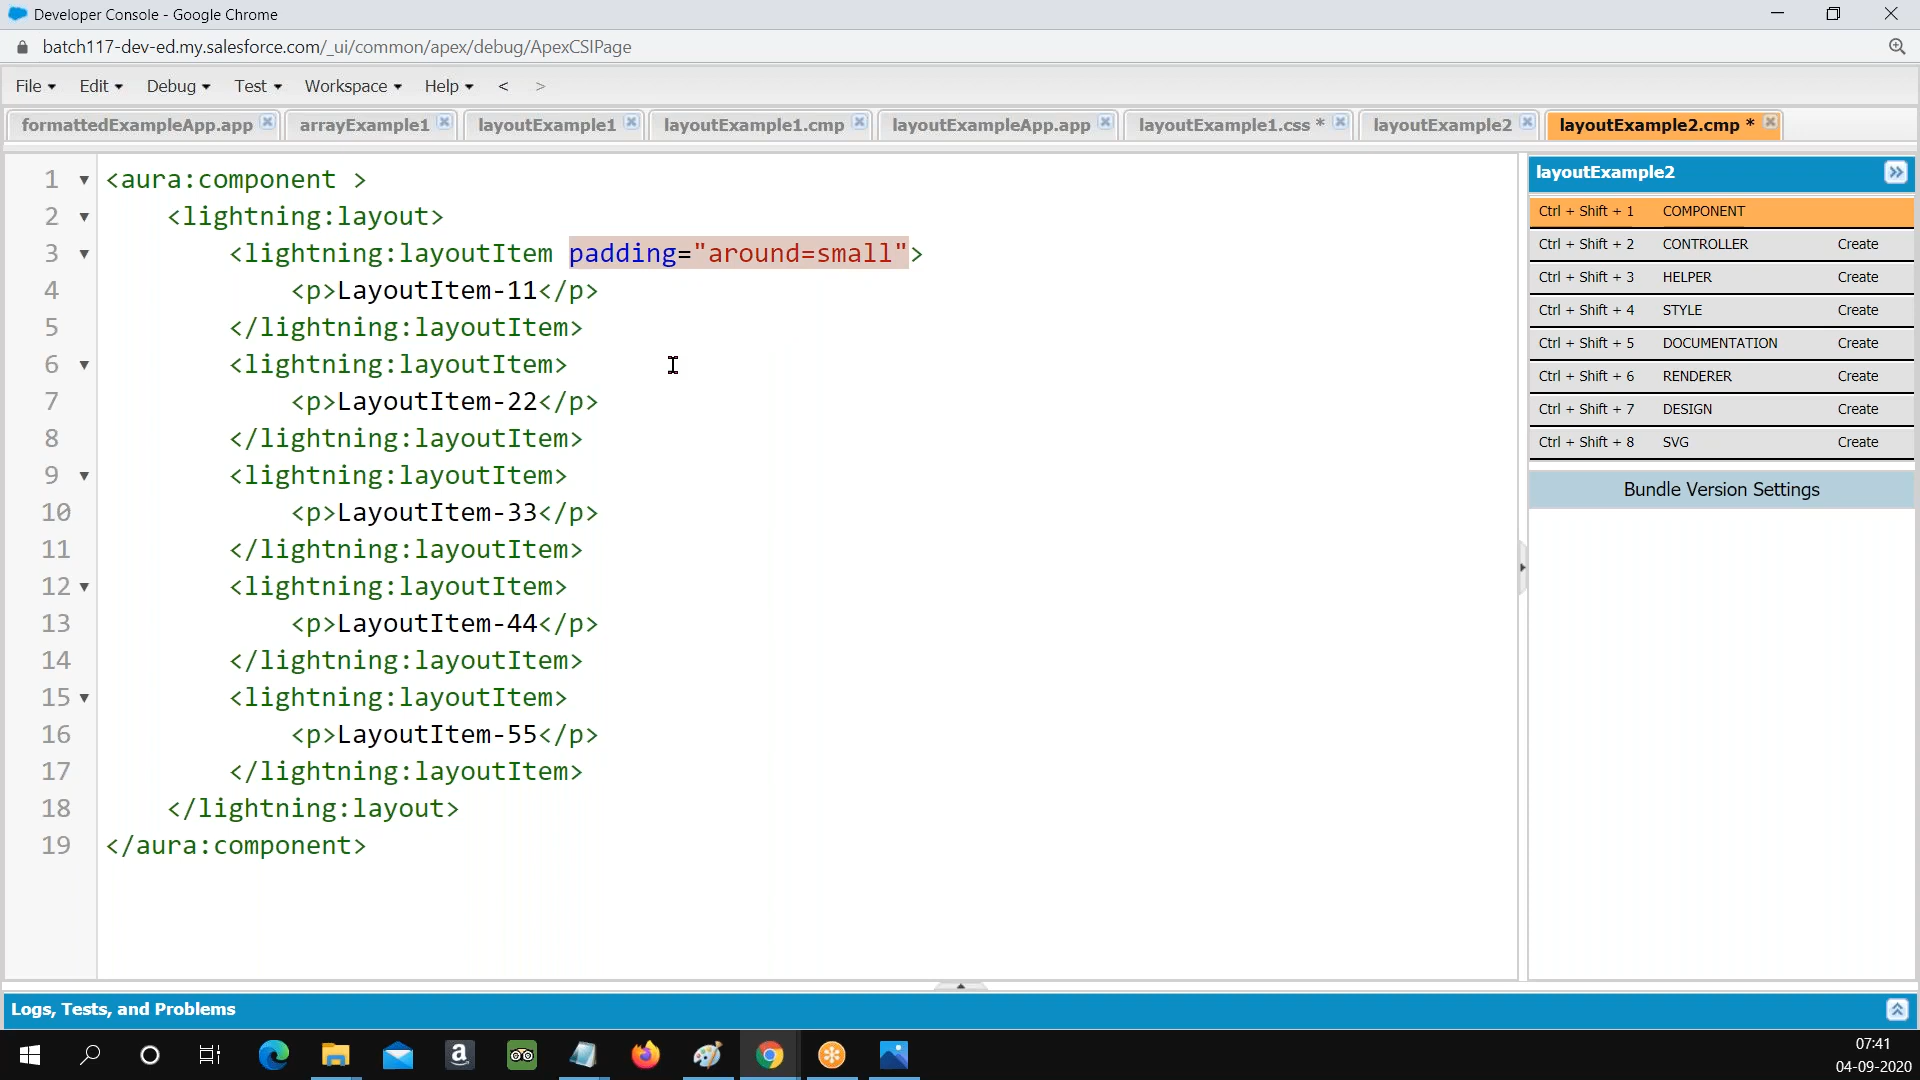 Developer Console - Google Chrome
batch117-dev-ed.my.salesforce.com/_ui/common/apex/debug/ApexCSIPage
File Edit Debug Test Workspace Help < >
formattedExampleApp.app arrayExample1 layoutExample1 layoutExample1.cmp layoutExampleApp.app layoutExample1.css * layoutExample2 layoutExample2.cmp *
1 <aura:component >
2 <lightning:layout>
3 <lightning:layoutItem padding="around=small">
4 <p>LayoutItem-11</p>
5 </lightning:layoutItem>
6 <lightning:layoutItem>
7 <p>LayoutItem-22</p>
8 </lightning:layoutItem>
9 <lightning:layoutItem>
10 <p>LayoutItem-33</p>
11 </lightning:layoutItem>
12 <lightning:layoutItem>
13 <p>LayoutItem-44</p>
14 </lightning:layoutItem>
15 <lightning:layoutItem>
16 <p>LayoutItem-55</p>
17 </lightning:layoutItem>
18 </lightning:layout>
19 </aura:component>
layoutExample2
Ctrl + Shift + 1 COMPONENT
Ctrl + Shift + 2 CONTROLLER Create
Ctrl + Shift + 3 HELPER Create
Ctrl + Shift + 4 STYLE Create
Ctrl + Shift + 5 DOCUMENTATION Create
Ctrl + Shift + 6 RENDERER Create
Ctrl + Shift + 7 DESIGN Create
Ctrl + Shift + 8 SVG Create
Bundle Version Settings
Logs, Tests, and Problems
07:41
04-09-2020